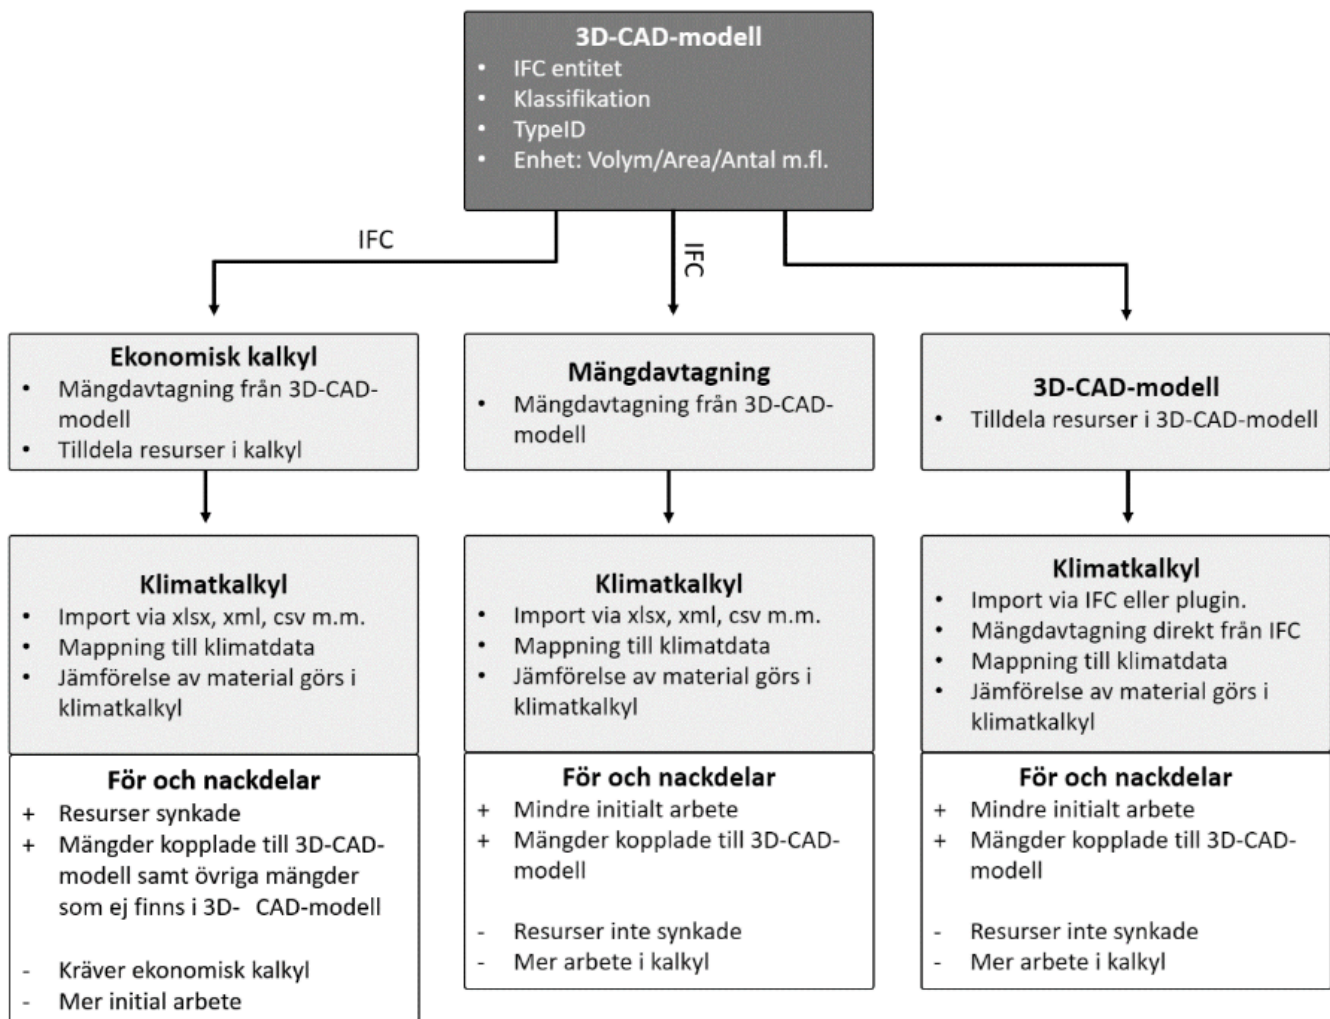 3D-CAD-modell
• IFC entitet
• Klassifikation
• TypeID
• Enhet: Volym/Area/Antal m.fl.
IFC
IFC
Ekonomisk kalkyl
• Mängdavtagning från 3D-CAD-
modell
• Tilldela resurser i kalkyl
Mängdavtagning
• Mängdavtagning från 3D-CAD-
modell
3D-CAD-modell
• Tilldela resurser i 3D-CAD-modell
Klimatkalkyl
• Import via xlsx, xml, csv m.m.
• Mappning till klimatdata
• Jämförelse av material görs i
klimatkalkyl
Klimatkalkyl
• Import via xlsx, xml, csv m.m.
• Mappning till klimatdata
• Jämförelse av material görs i
klimatkalkyl
Klimatkalkyl
• Import via IFC eller plugin.
• Mängdavtagning direkt från IFC
• Mappning till klimatdata
• Jämförelse av material görs i
klimatkalkyl
För och nackdelar
+ Resurser synkade
+ Mängder kopplade till 3D-CAD-
modell samt övriga mängder
som ej finns i 3D- CAD-modell
- Kräver ekonomisk kalkyl
- Mer initial arbete
För och nackdelar
+ Mindre initialt arbete
+ Mängder kopplade till 3D-CAD-
modell
- Resurser inte synkade
- Mer arbete i kalkyl
För och nackdelar
+ Mindre initialt arbete
+ Mängder kopplade till 3D-CAD-
modell
- Resurser inte synkade
- Mer arbete i kalkyl